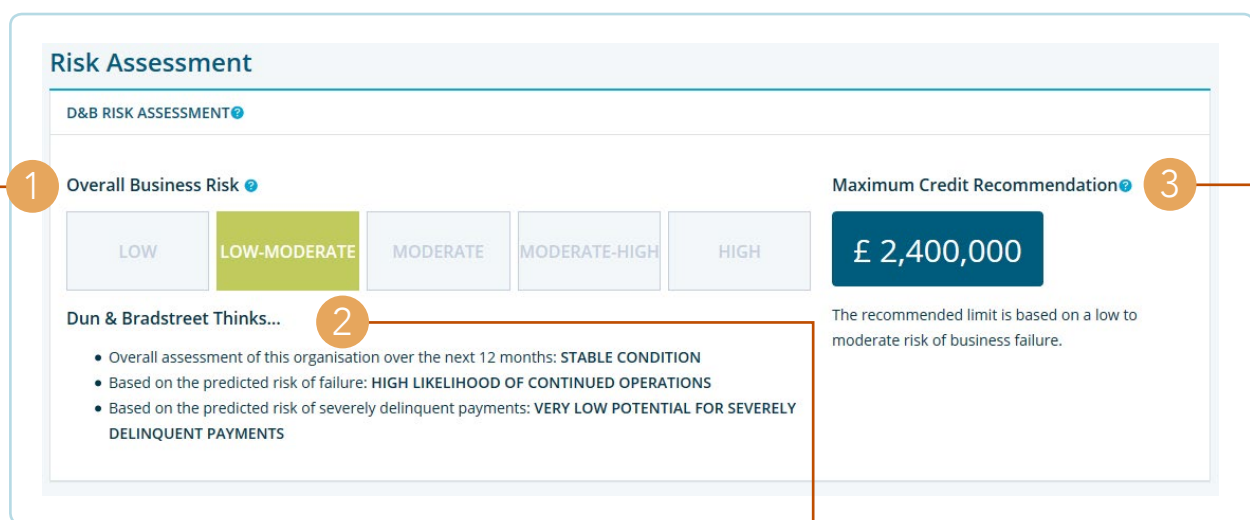 Risk Assessment
D&B RISK ASSESSMENT?
1
Overall Business Risk ?
LOW
LOW-MODERATE
MODERATE
MODERATE-HIGH
HIGH
Dun & Bradstreet Thinks...
2
• Overall assessment of this organisation over the next 12 months: STABLE CONDITION
• Based on the predicted risk of failure: HIGH LIKELIHOOD OF CONTINUED OPERATIONS
• Based on the predicted risk of severely delinquent payments: VERY LOW POTENTIAL FOR SEVERELY
DELINQUENT PAYMENTS
Maximum Credit Recommendation?
3
£ 2,400,000
The recommended limit is based on a low to
moderate risk of business failure.